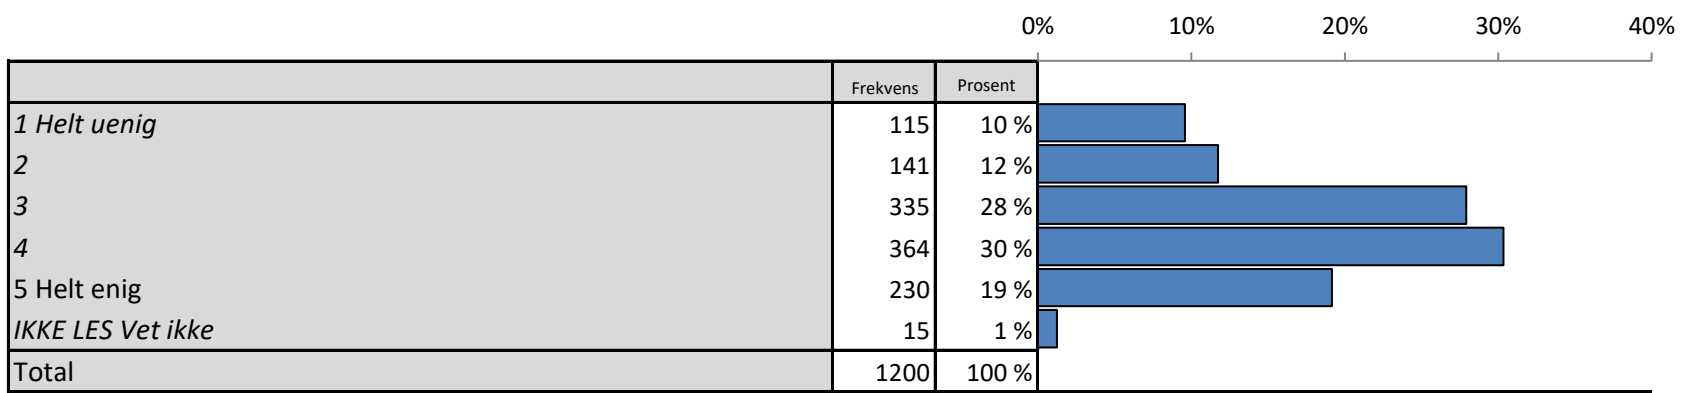 0% 10% 20% 30% 40%
Frekvens Prosent
1 Helt uenig 115 10 %
2 141 12 %
3 335 28 %
4 364 30 %
5 Helt enig 230 19 %
IKKE LES Vet ikke 15 1 %
Total 1200 100 %